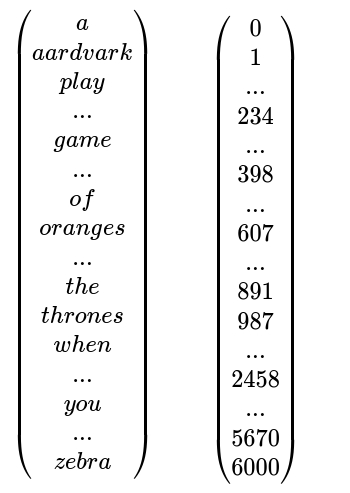 a
aardvark
play
...
game
...
of
oranges
...
the
thrones
when
...
you
...
zebra
0
1
...
234
...
398
...
607
...
891
987
...
2458
...
5670
6000